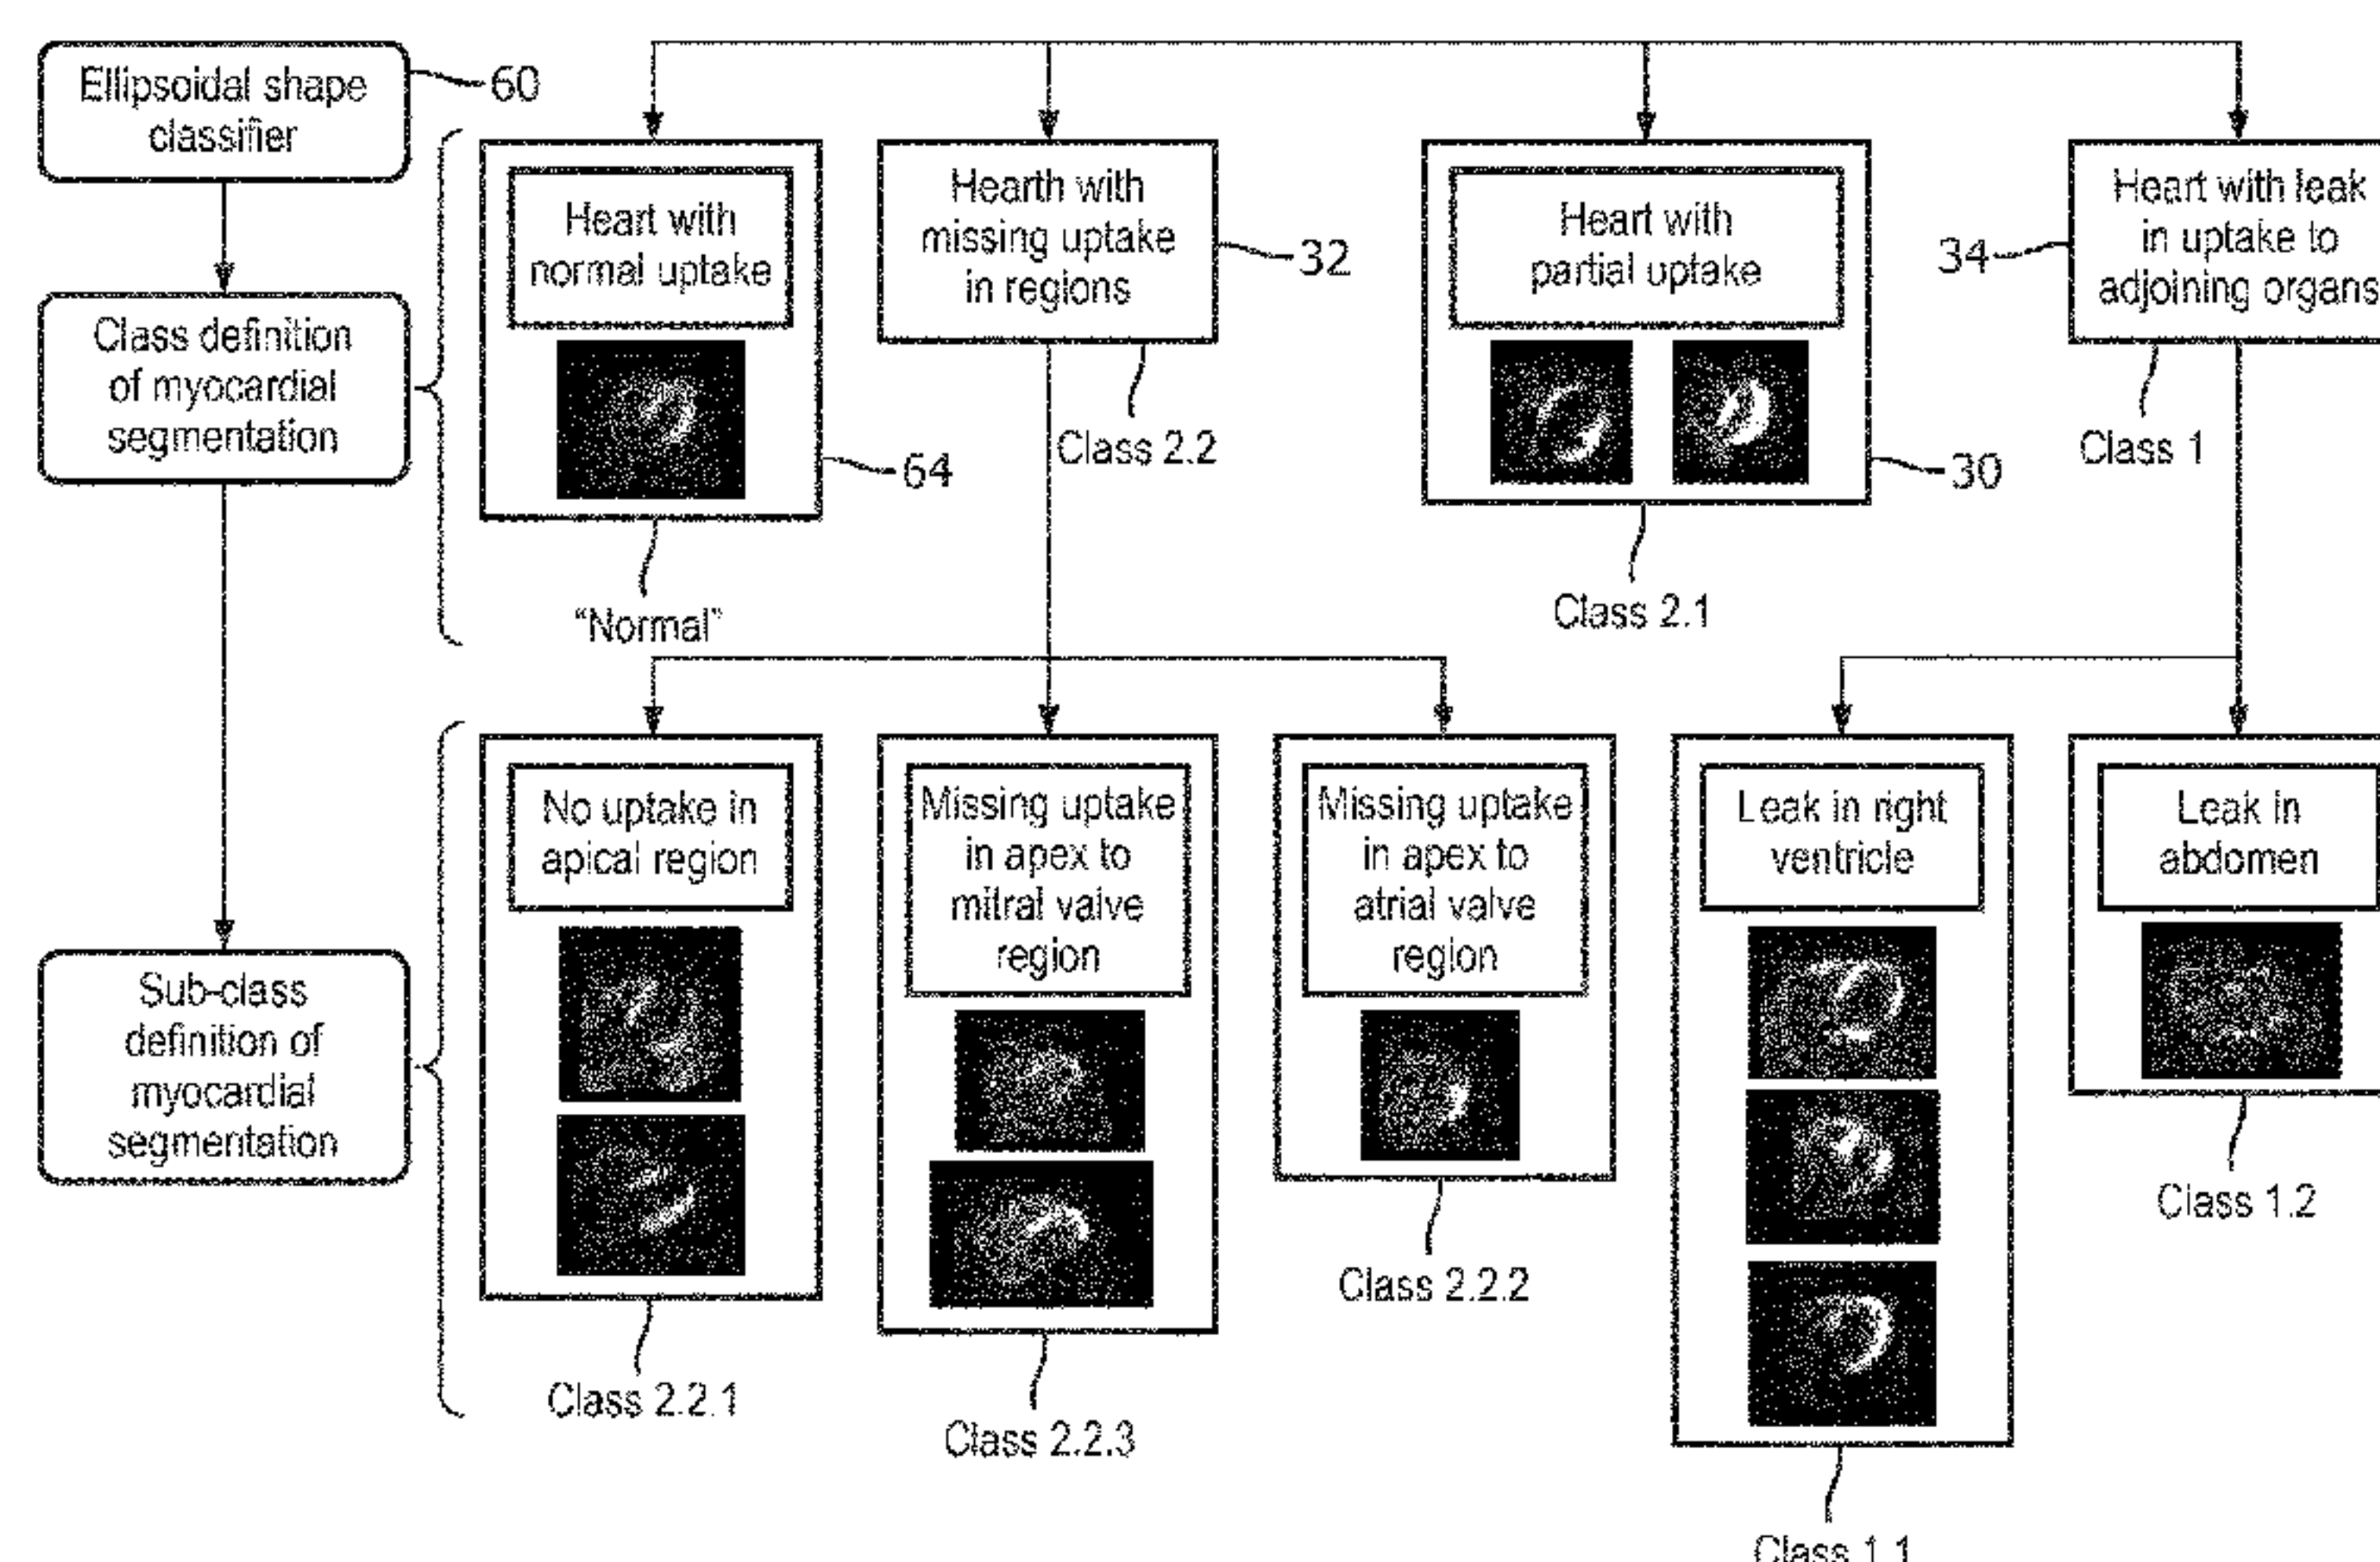 Ellipsoidal shape
classifier
60
Class definition
of myocardial
segmentation
Heart with
normal uptake
64
"Normal"
Hearth with
missing uptake
in regions
32
Class 2.2
Heart with
partial uptake
30
Class 2.1
Heart with leak
in uptake to
adjoining organs
34
Class 1
Sub-class
definition of
myocardial
segmentation
No uptake in
apical region
Class 2.2.1
Missing uptake
in apex to
mitral valve
region
Class 2.2.3
Missing uptake
in apex to
atrial valve
region
Class 2.2.2
Leak in right
ventricle
Class 1.1
Leak in
abdomen
Class 1.2